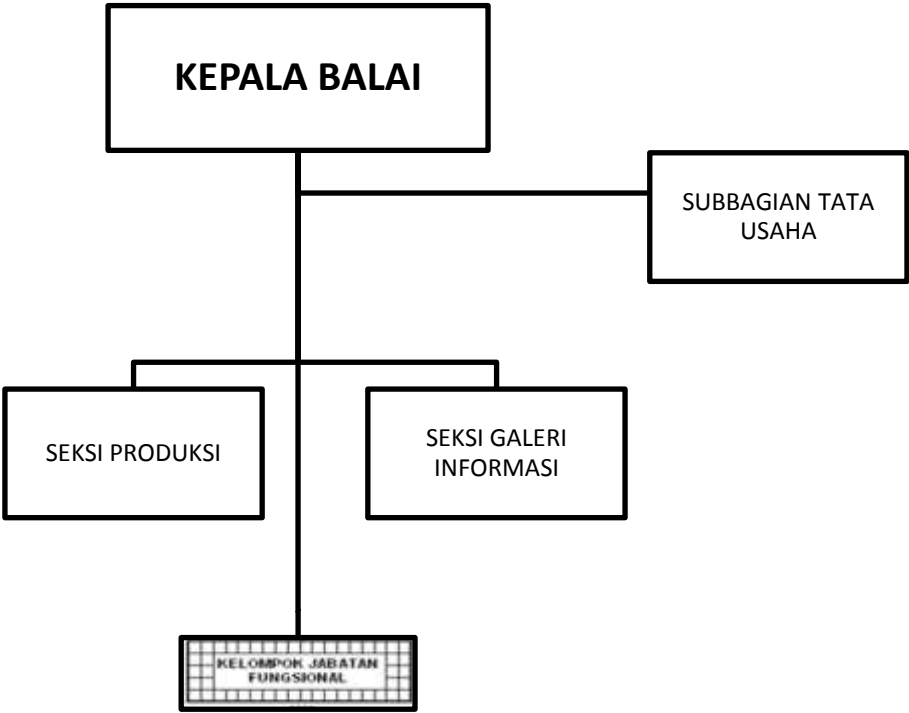 KEPALA BALAI
SUBBAGIAN TATA
USAHA
SEKSI PRODUKSI
SEKSI GALERI
INFORMASI
KELOMPOK JABATAN
FUNGSIONAL